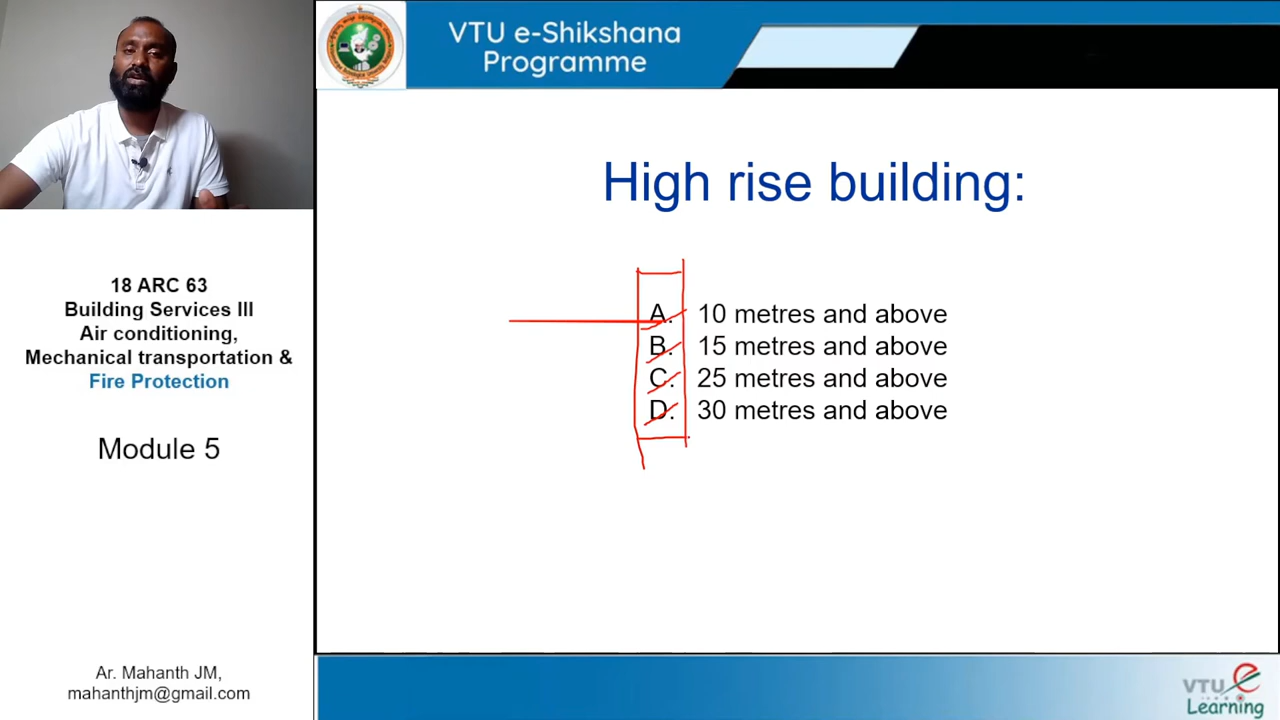 VTU e-Shikshana
Programme
High rise building:
18 ARC 63
Building Services III
Air conditioning,
Mechanical transportation &
Fire Protection
Module 5
A. 10 metres and above
B. 15 metres and above
C. 25 metres and above
D. 30 metres and above
Ar. Mahanth JM,
mahanthjm@gmail.com
VTU e
Learning